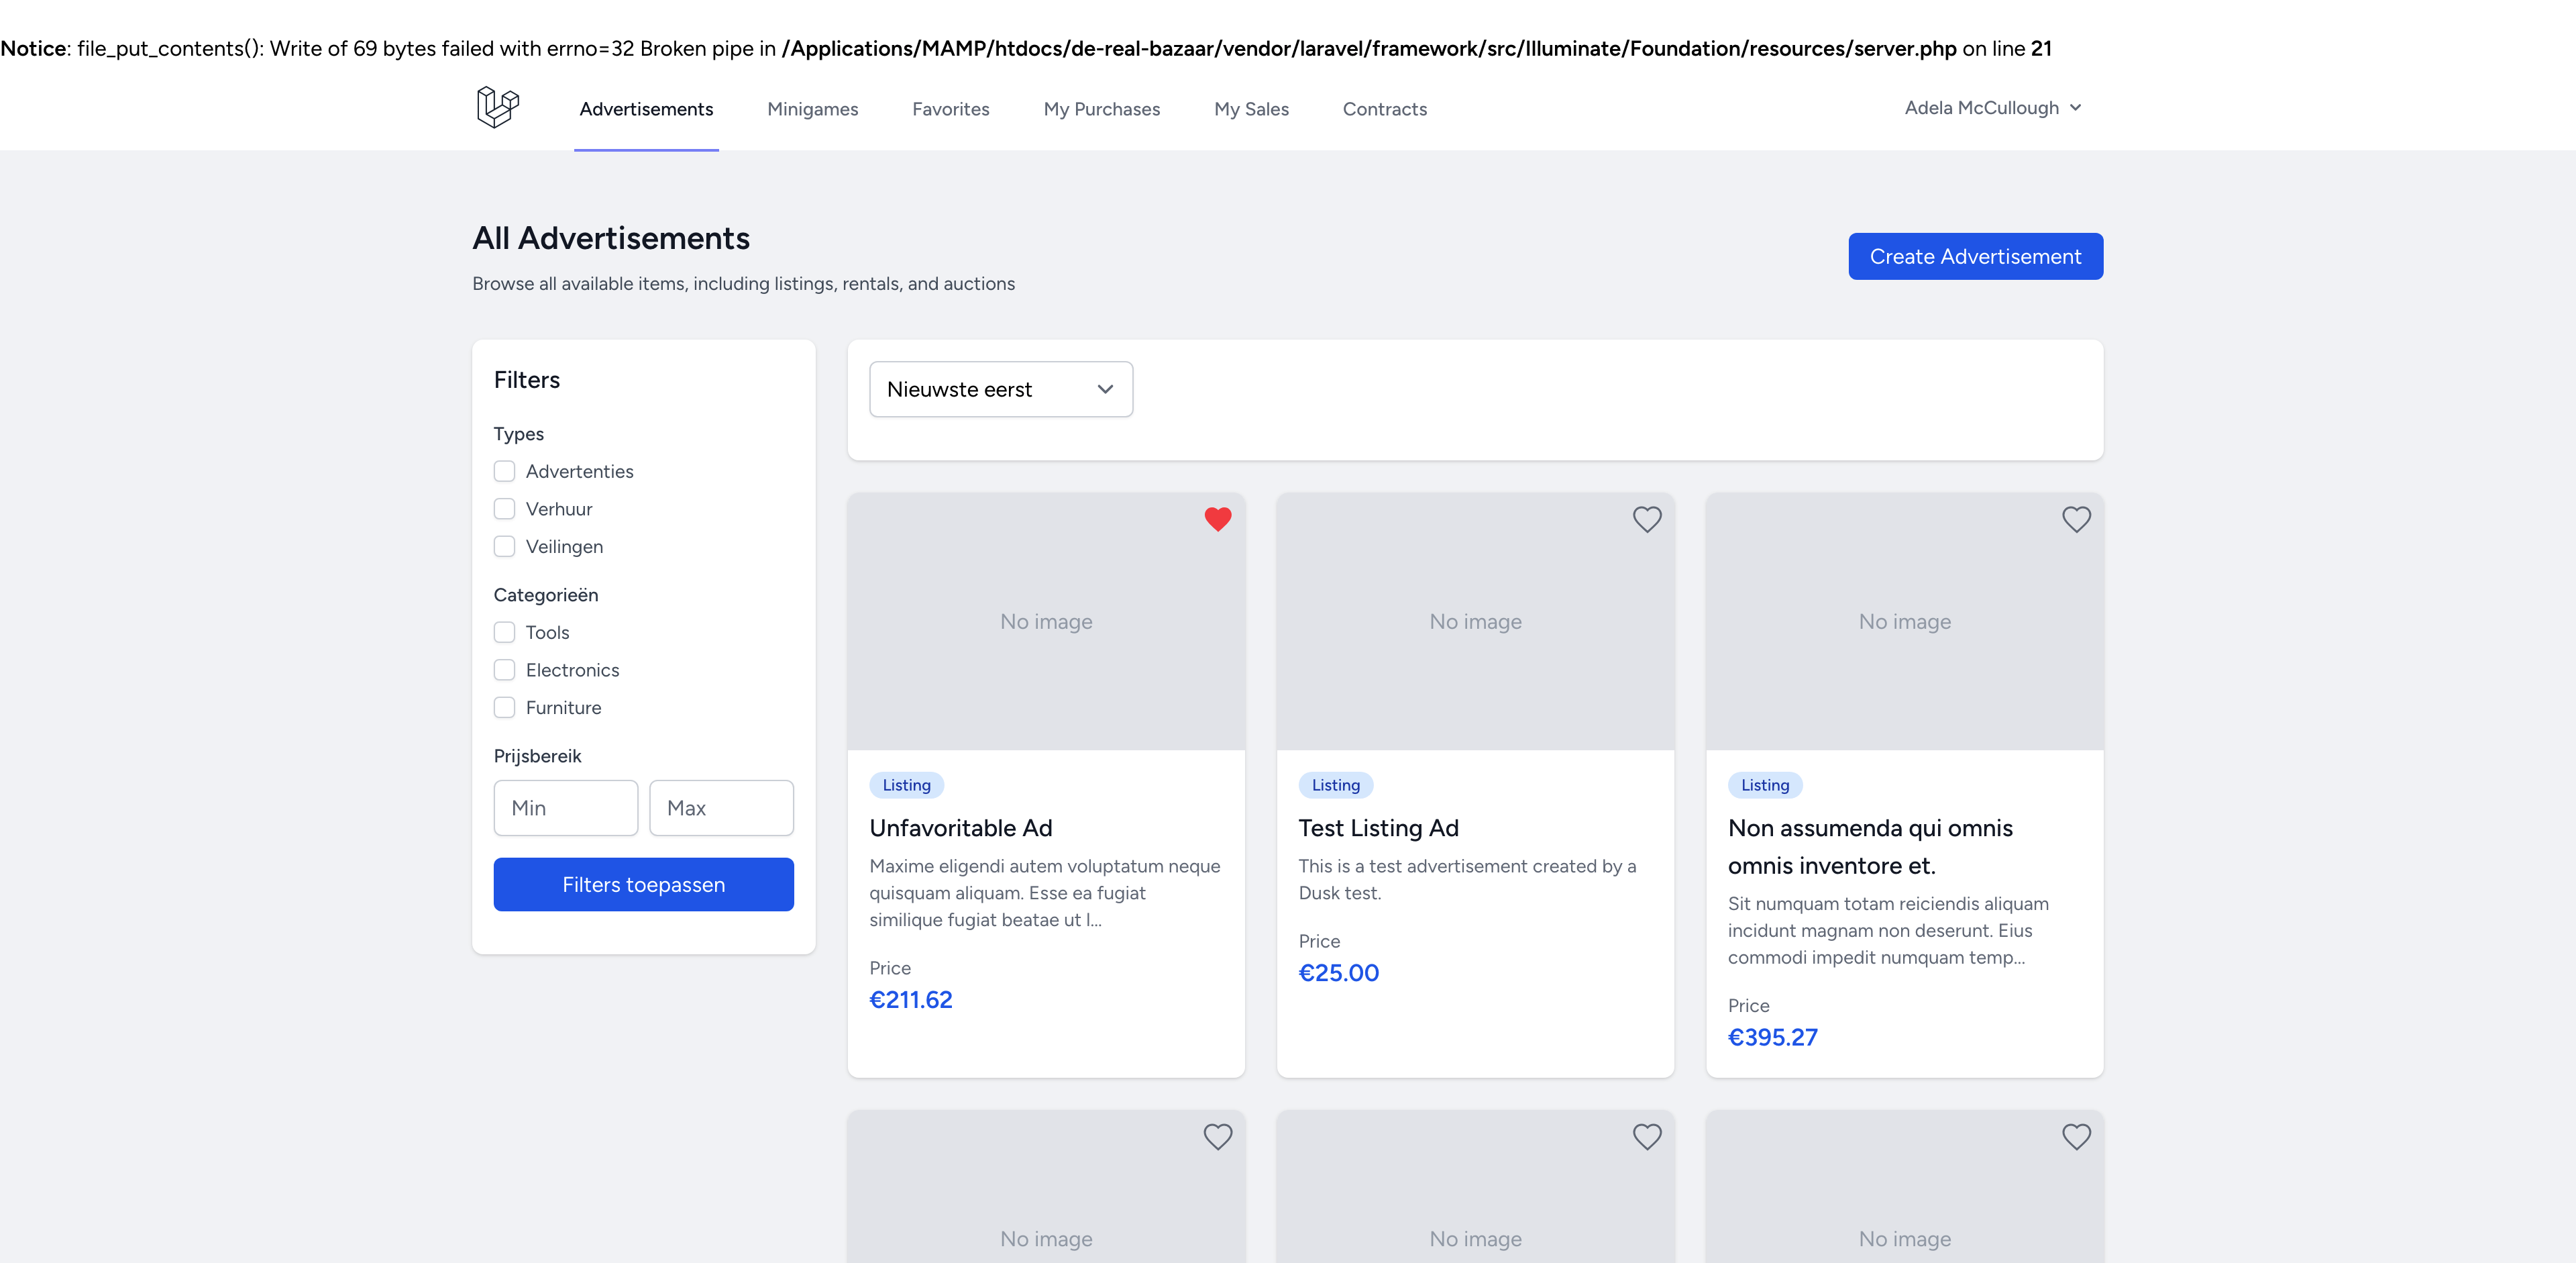 Notice: file_put_contents(): Write of 69 bytes failed with errno=32 Broken pipe in /Applications/MAMP/htdocs/de-real-bazaar/vendor/laravel/framework/src/Illuminate/Foundation/resources/server.php on line 21
Advertisements Minigames Favorites My Purchases My Sales Contracts Adela McCullough
All Advertisements
Browse all available items, including listings, rentals, and auctions
Create Advertisement
Filters
Types
Advertenties
Verhuur
Veilingen
Categorieën
Tools
Electronics
Furniture
Prijsbereik
Min Max
Filters toepassen
Nieuwste eerst
No image
Listing
Unfavoritable Ad
Maxime eligendi autem voluptatum neque
quisquam aliquam. Esse ea fugiat
similique fugiat beatae ut l...
Price
€211.62
No image
Listing
Test Listing Ad
This is a test advertisement created by a
Dusk test.
Price
€25.00
No image
Listing
Non assumenda qui omnis
omnis inventore et.
Sit numquam totam reiciendis aliquam
incidunt magnam non deserunt. Eius
commodi impedit numquam temp...
Price
€395.27
No image
No image
No image